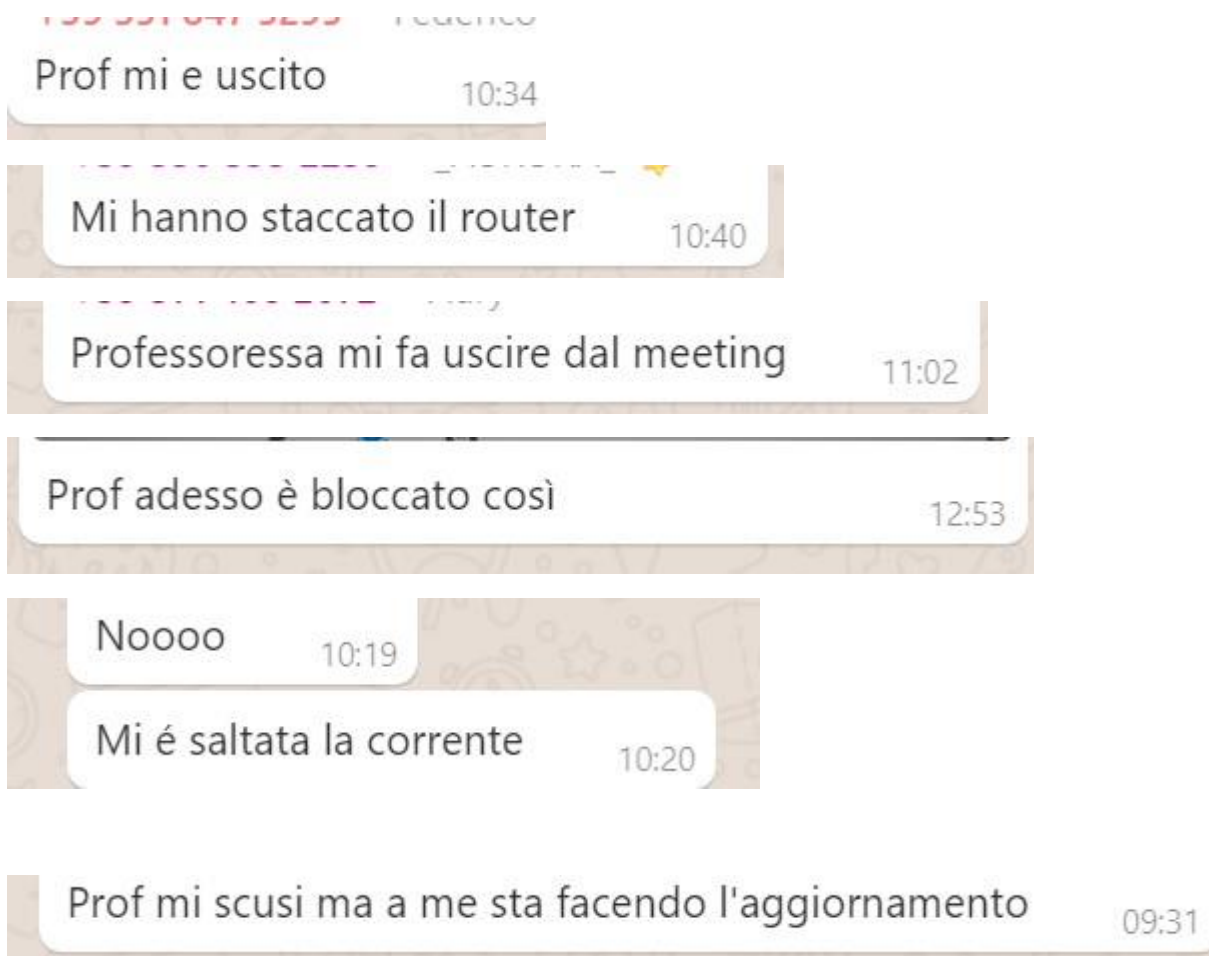 Prof mi e uscito
10:34
Mi hanno staccato il router
10:40
Professoressa mi fa uscire dal meeting
11:02
Prof adesso è bloccato così
12:53
Noooo
10:19
Mi é saltata la corrente
10:20
Prof mi scusi ma a me sta facendo l'aggiornamento
09:31